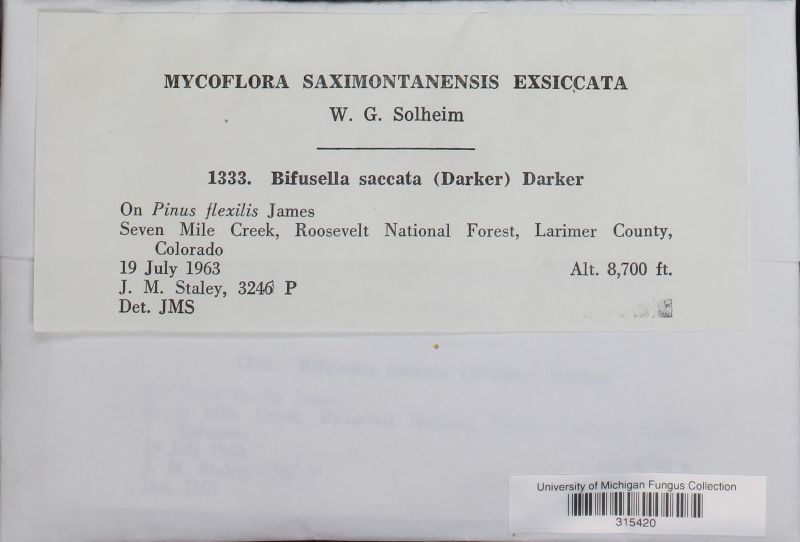 MYCOFLORA SAXIMONTANENSIS EXSICCATA
W. G. Solheim
1333. Bifusella saccata (Darker) Darker
On Pinus flexilis James
Seven Mile Creek, Roosevelt National Forest, Larimer County,
Colorado
19 July 1963 Alt. 8,700 ft.
J. M. Staley, 3246 P
Det. JMS
University of Michigan Fungus Collection
315420